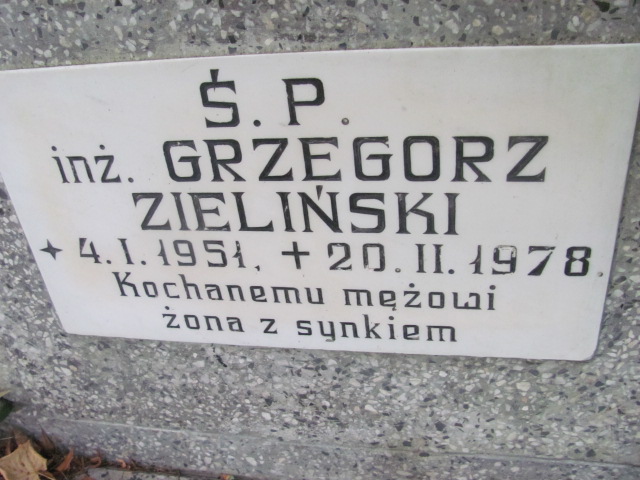 Ś. P.
inż. GRZEGORZ
ZIELIŃSKI
✦ 4. I. 1951, + 20. II. 1978.
Kochanemu mężowi
żona z synkiem